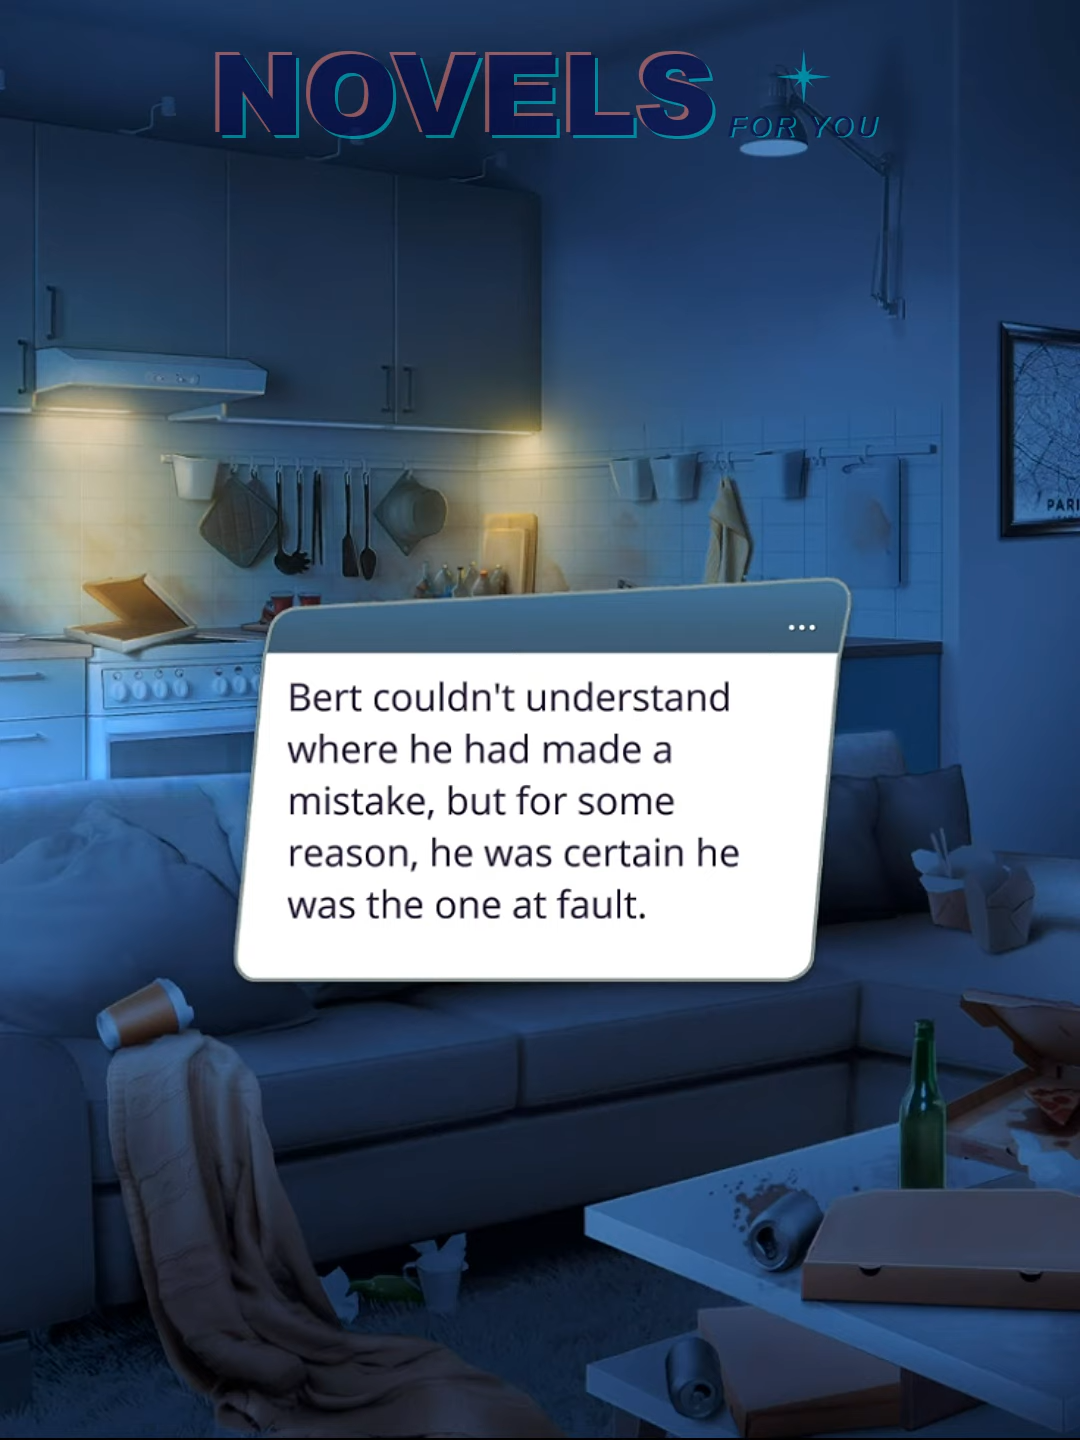 NOVELS
FOR YOU
PARI
Bert couldn't understand
where he had made a
mistake, but for some
reason, he was certain he
was the one at fault.